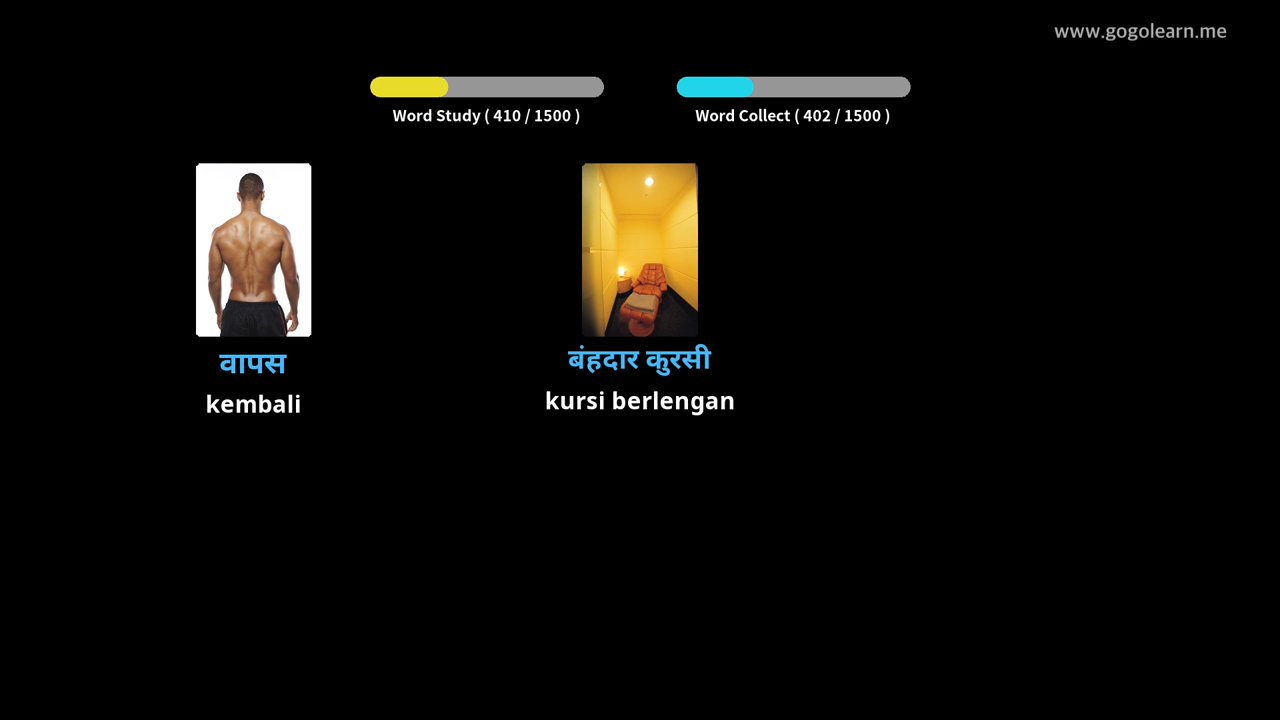 www.gogolearn.me
Word Study ( 410 / 1500 )
Word Collect ( 402 / 1500 )
वापस
kembali
बंहदार कुरसी
kursi berlengan